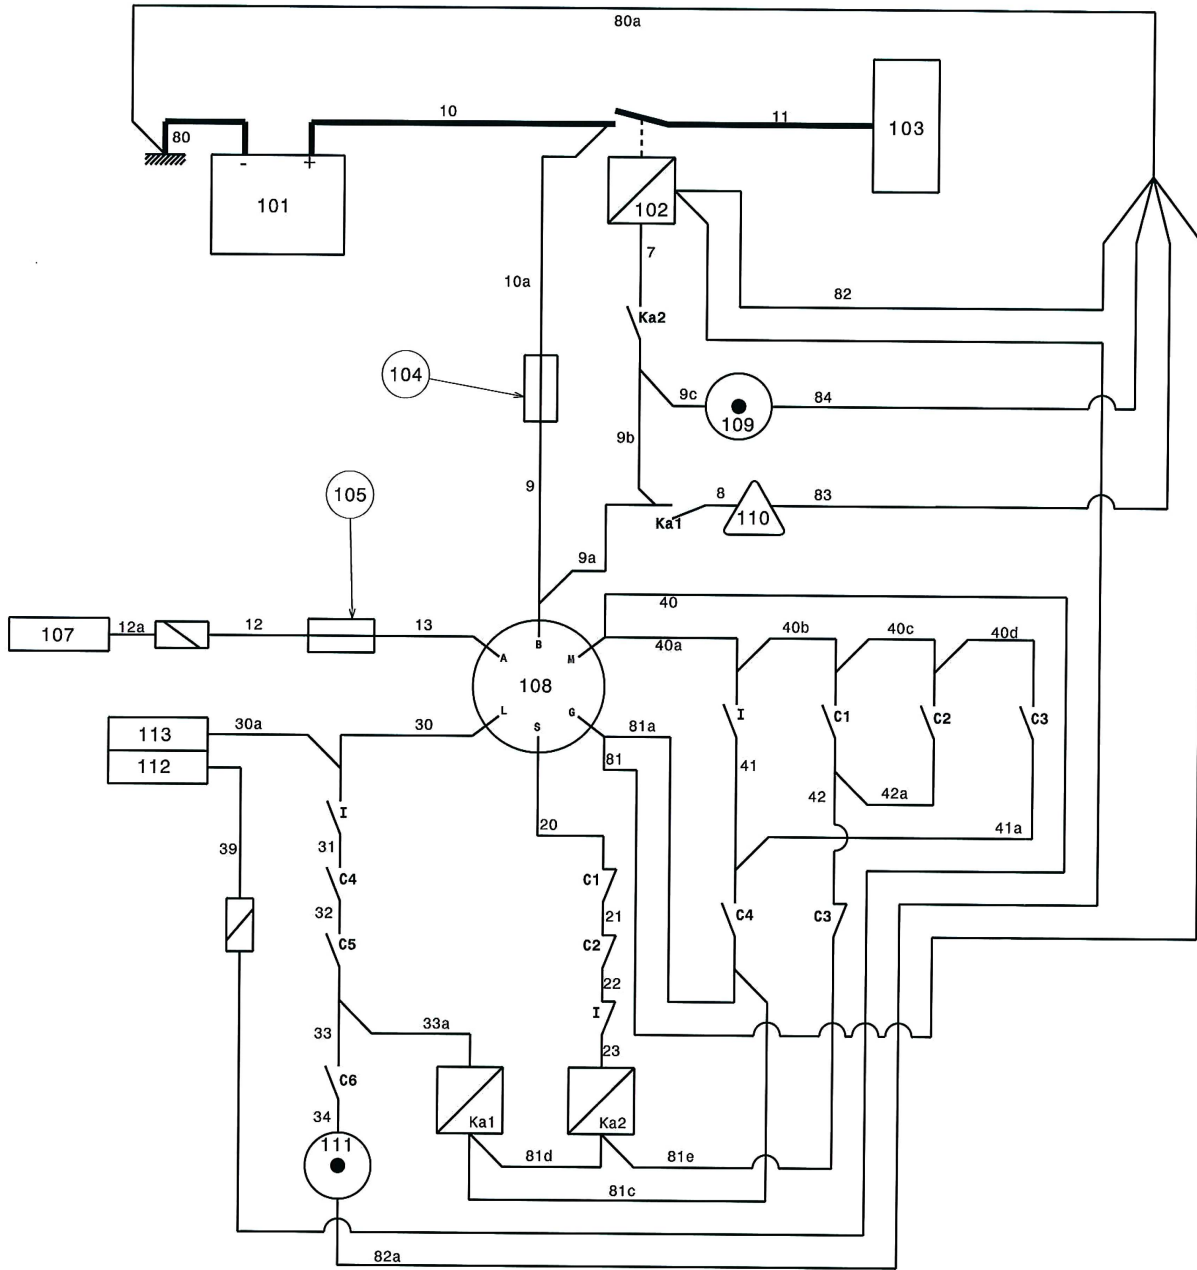 80a
10
11
103
80
-
+
101
102
7
10a
82
Ka2
104
9c
109
84
9b
9
105
8
110
83
Ka1
9a
107
12a
12
13
A
B
M
108
L
S
G
40
40a
40b
40c
40d
113
112
30a
30
81a
81
I
C1
C2
C3
41
42
42a
41a
20
I
31
39
C4
32
C5
C1
21
C2
22
I
23
C4
C3
33
33a
C6
34
Ka1
Ka2
111
81d
81e
81c
82a